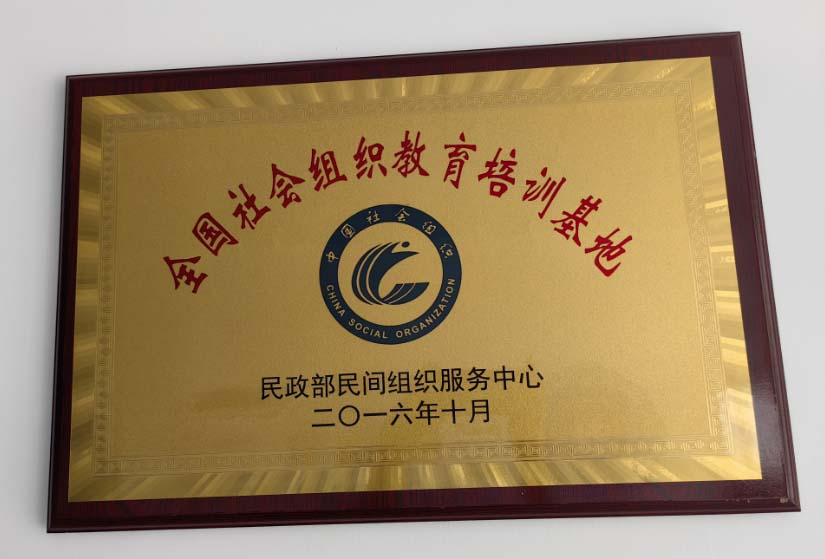 全国社会组织教育培训基地
中国社会组织
CHINA SOCIAL ORGANIZATION
民政部民间组织服务中心
二〇一六年十月